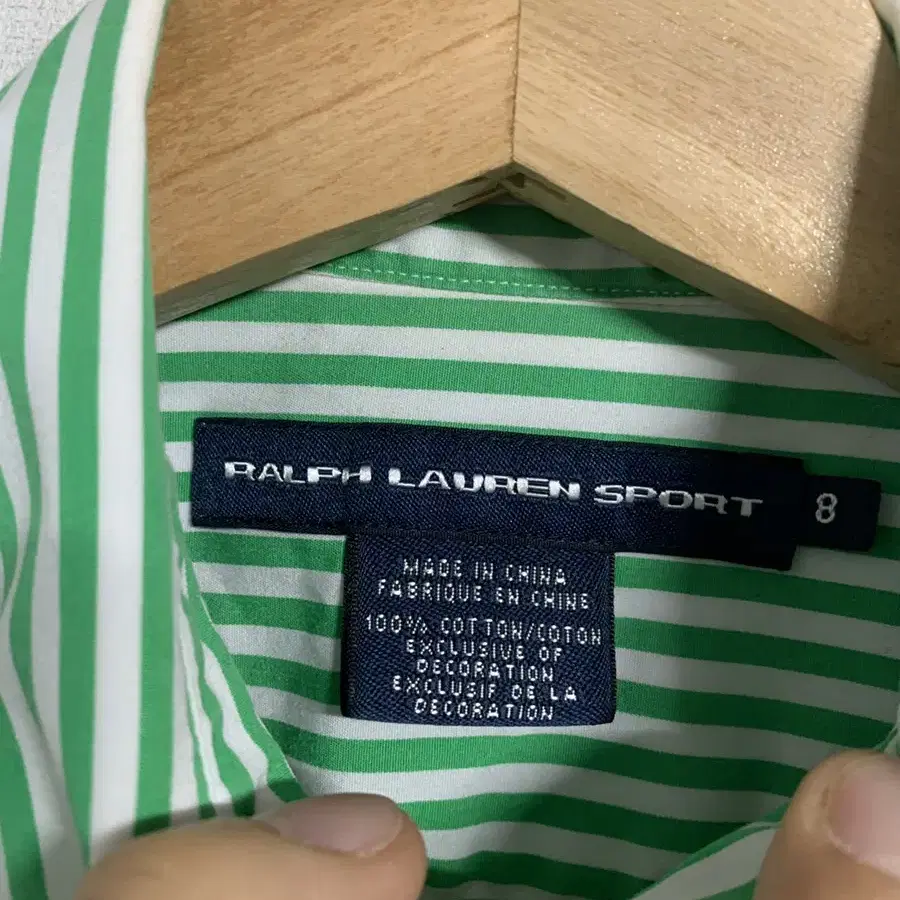 RALPH LAUREN SPORT
8
MADE IN CHINA
FABRIQUE EN CHINE
100% COTTON/COTON
EXCLUSIVE OF
DECORATION
EXCLUSIF DE LA
DECORATION